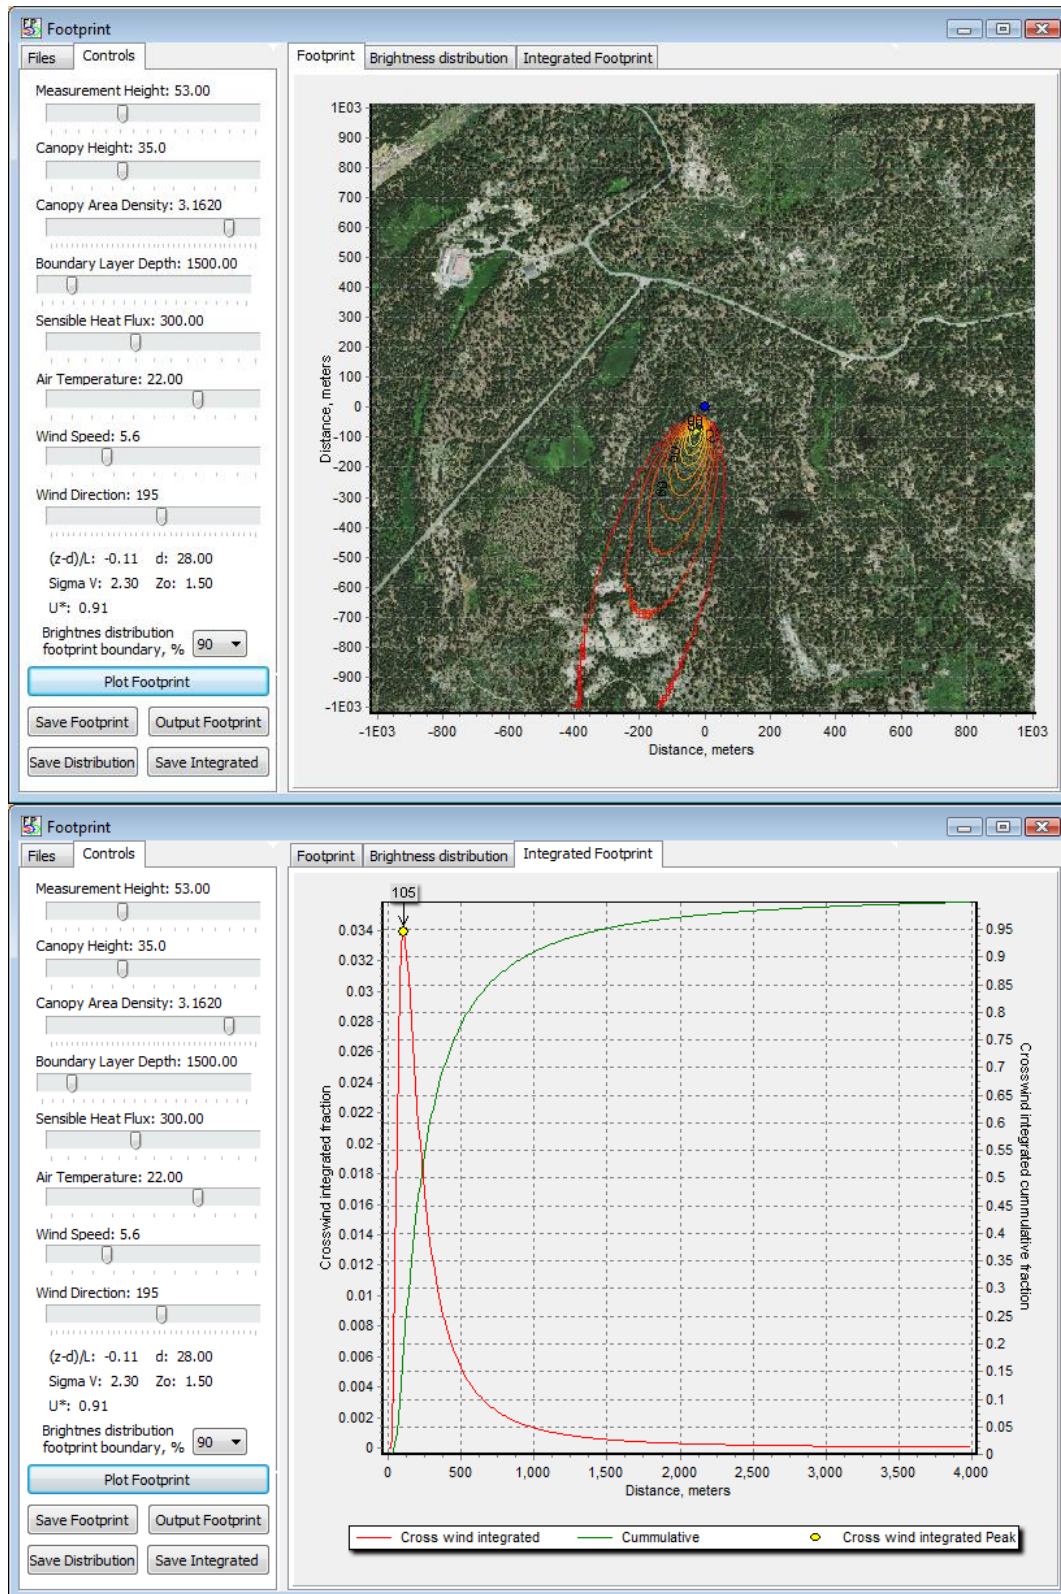 Footprint
Files Controls
Footprint Brightness distribution Integrated Footprint
Measurement Height: 53.00
Canopy Height: 35.0
Canopy Area Density: 3.1620
Boundary Layer Depth: 1500.00
Sensible Heat Flux: 300.00
Air Temperature: 22.00
Wind Speed: 5.6
Wind Direction: 195
(z-d)/L: -0.11 d: 28.00
Sigma V: 2.30 Zo: 1.50
U*: 0.91
Brightnes distribution
footprint boundary, % 90
Plot Footprint
Save Footprint Output Footprint
Save Distribution Save Integrated
1E03
900
800
700
600
500
400
300
200
100
0
-100
-200
-300
-400
-500
-600
-700
-800
-900
-1E03
Distance, meters
-1E03 -800 -600 -400 -200 0 200 400 600 800 1E03
Distance, meters
Footprint
Files Controls
Footprint Brightness distribution Integrated Footprint
Measurement Height: 53.00
Canopy Height: 35.0
Canopy Area Density: 3.1620
Boundary Layer Depth: 1500.00
Sensible Heat Flux: 300.00
Air Temperature: 22.00
Wind Speed: 5.6
Wind Direction: 195
(z-d)/L: -0.11 d: 28.00
Sigma V: 2.30 Zo: 1.50
U*: 0.91
Brightnes distribution
footprint boundary, % 90
Plot Footprint
Save Footprint Output Footprint
Save Distribution Save Integrated
105
0.034
0.032
0.03
0.028
0.026
0.024
0.022
0.02
0.018
0.016
0.014
0.012
0.01
0.008
0.006
0.004
0.002
0
Crosswind integrated fraction
0.95
0.9
0.85
0.8
0.75
0.7
0.65
0.6
0.55
0.5
0.45
0.4
0.35
0.3
0.25
0.2
0.15
0.1
0.05
0
Crosswind integrated cummulative fraction
0 500 1,000 1,500 2,000 2,500 3,000 3,500 4,000
Distance, meters
Cross wind integrated Cummulative Cross wind integrated Peak